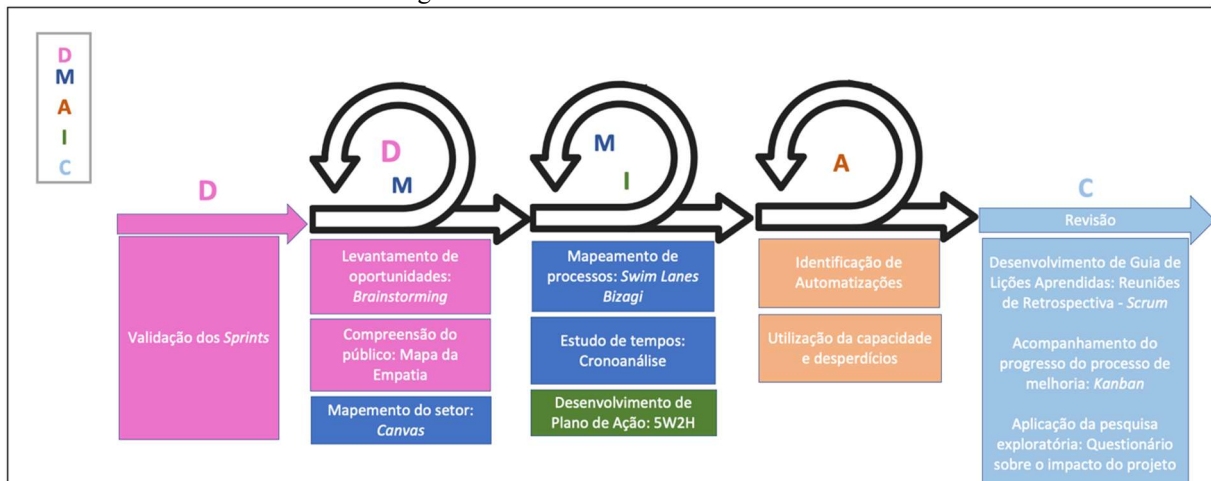 D
M
A
I
C
D
Validação dos Sprints
D
M
Levantamento de
oportunidades:
Brainstorming
Compreensão do
público: Mapa da
Empatia
Mapemento do setor:
Canvas
M
I
Mapeamento de
processos: Swim Lanes
Bizagi
Estudo de tempos:
Cronoanálise
Desenvolvimento de
Plano de Ação: 5W2H
A
Identificação de
Automatizações
Utilização da capacidade
e desperdícios
C
Revisão
Desenvolvimento de Guia de
Lições Aprendidas: Reuniões
de Retrospectiva - Scrum
Acompanhamento do
progresso do processo de
melhoria: Kanban
Aplicação da pesquisa
exploratória: Questionário
sobre o impacto do projeto